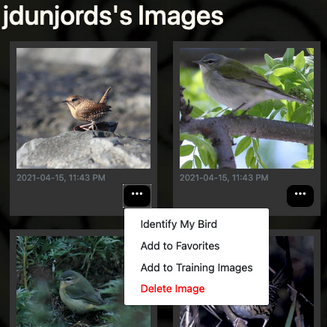 jdunjords's Images
2021-04-15, 11:43 PM
2021-04-15, 11:43 PM
Identify My Bird
Add to Favorites
Add to Training Images
Delete Image